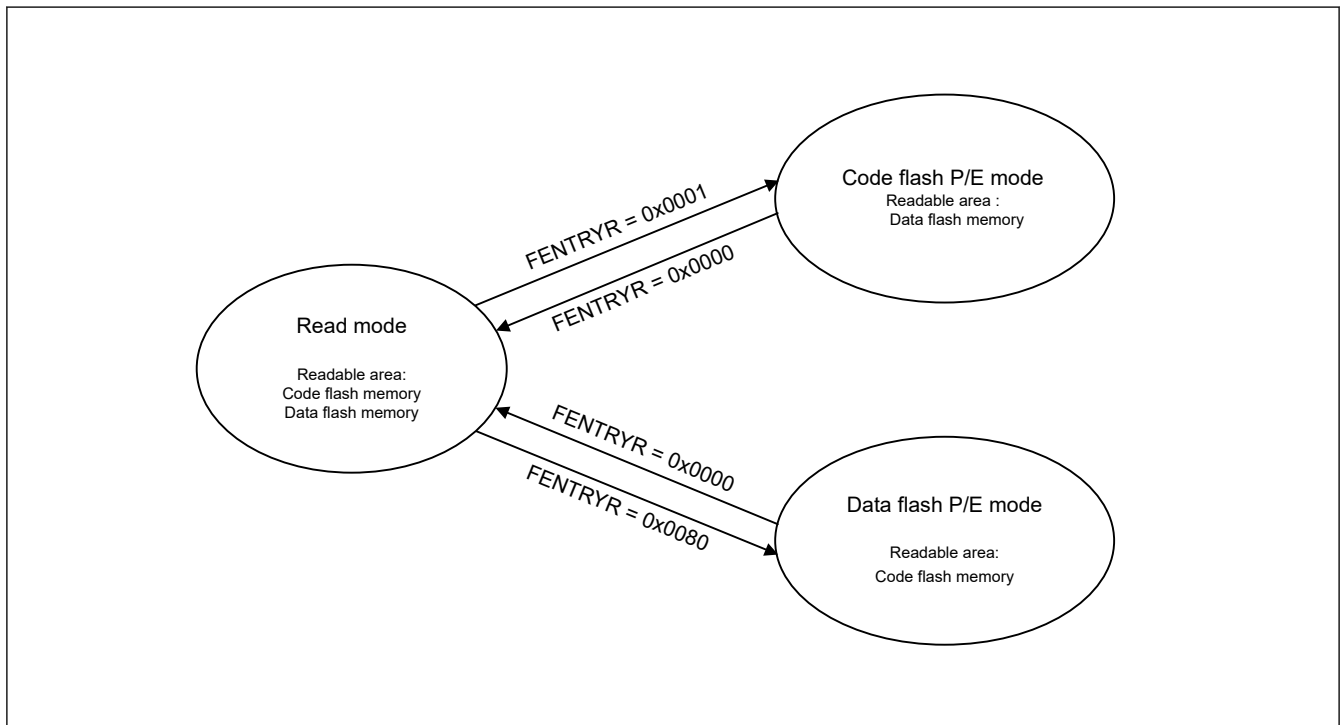 Code flash P/E mode
Readable area :
Data flash memory
FENTRYR = 0x0001
FENTRYR = 0x0000
Read mode
Readable area:
Code flash memory
Data flash memory
FENTRYR = 0x0000
FENTRYR = 0x0080
Data flash P/E mode
Readable area:
Code flash memory